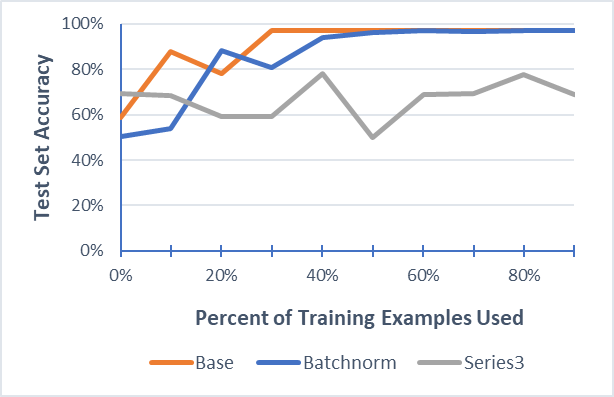 100%
80%
60%
40%
20%
0%
Test Set Accuracy
0% 20% 40% 60% 80%
Percent of Training Examples Used
Base Batchnorm Series3